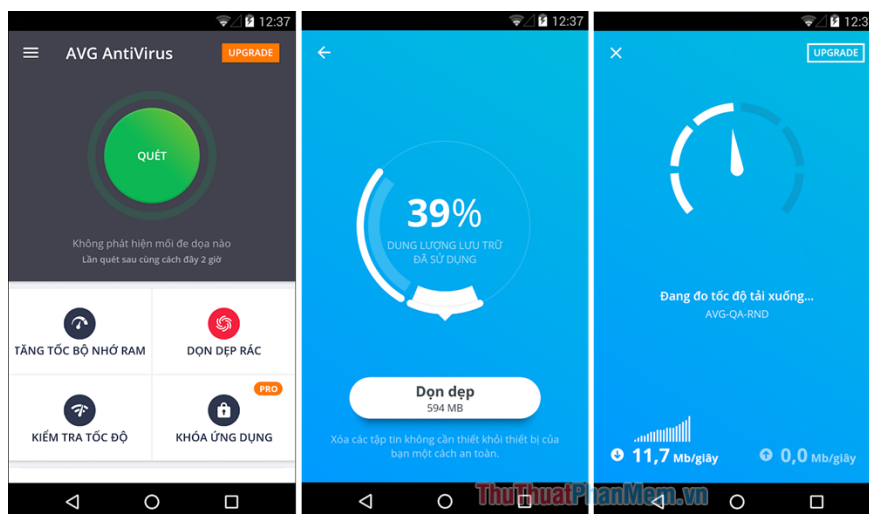 12:37
AVG AntiVirus
UPGRADE
QUÉT
Không phát hiện mối đe dọa nào
Lần quét sau cùng cách đây 2 giờ
TĂNG TỐC BỘ NHỚ RAM
DỌN DẸP RÁC
PRO
KIỂM TRA TỐC ĐỘ
KHÓA ỨNG DỤNG
12:37
39%
DUNG LƯỢNG LƯU TRỮ
ĐÃ SỬ DỤNG
Dọn dẹp
594 MB
Xóa các tập tin không cần thiết khỏi thiết bị của
bạn một cách an toàn.
12:3
UPGRADE
Đang đo tốc độ tải xuống...
AVG-QA-RND
11,7 Mb/giây
0,0 Mb/giây
ThuThuatPhanMem.vn